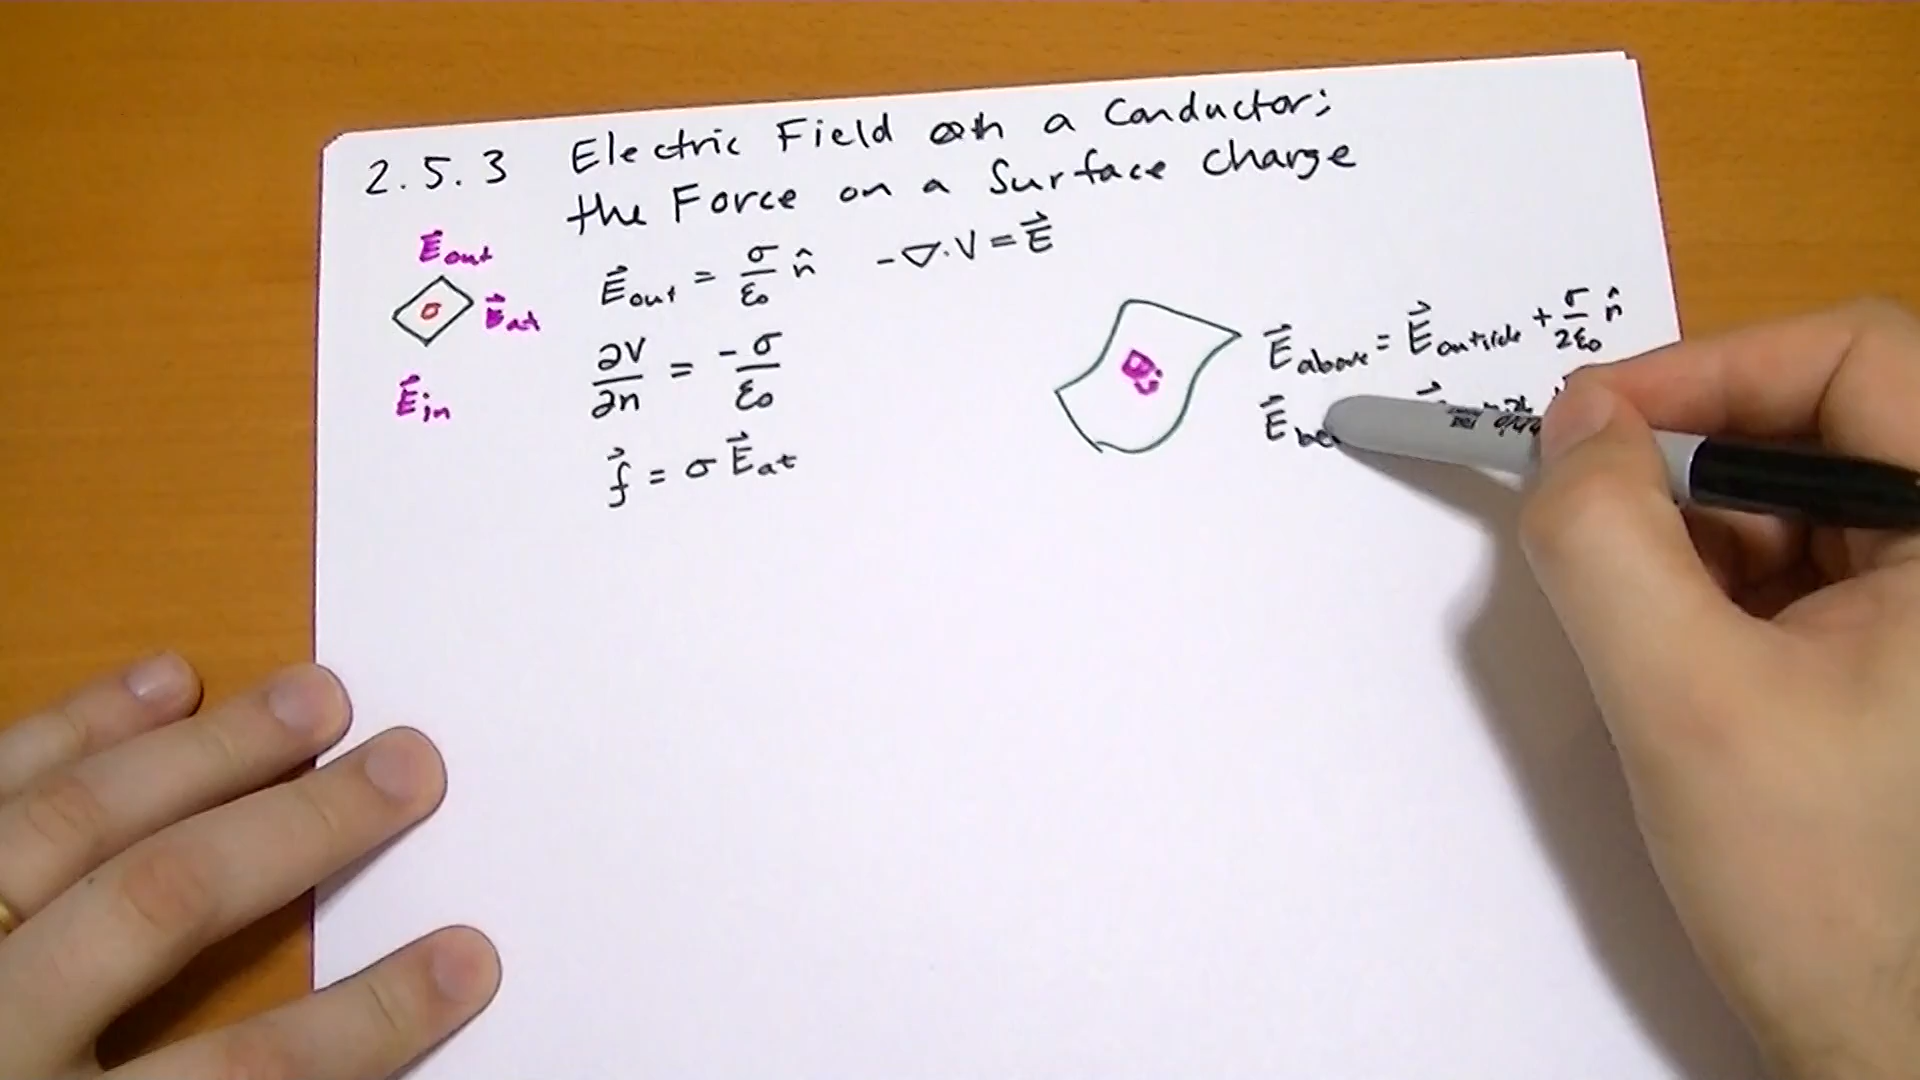 2.5.3 Electric Field on a Conductor;
the Force on a Surface Charge
E⃗out
σ
E⃗at
E⃗in
E⃗out = σ/ε₀ n̂
-∇·V = E⃗
∂V/∂n = -σ/ε₀
f⃗ = σ E⃗at
E⃗above = E⃗outside + σ/2ε₀ n̂
E⃗be